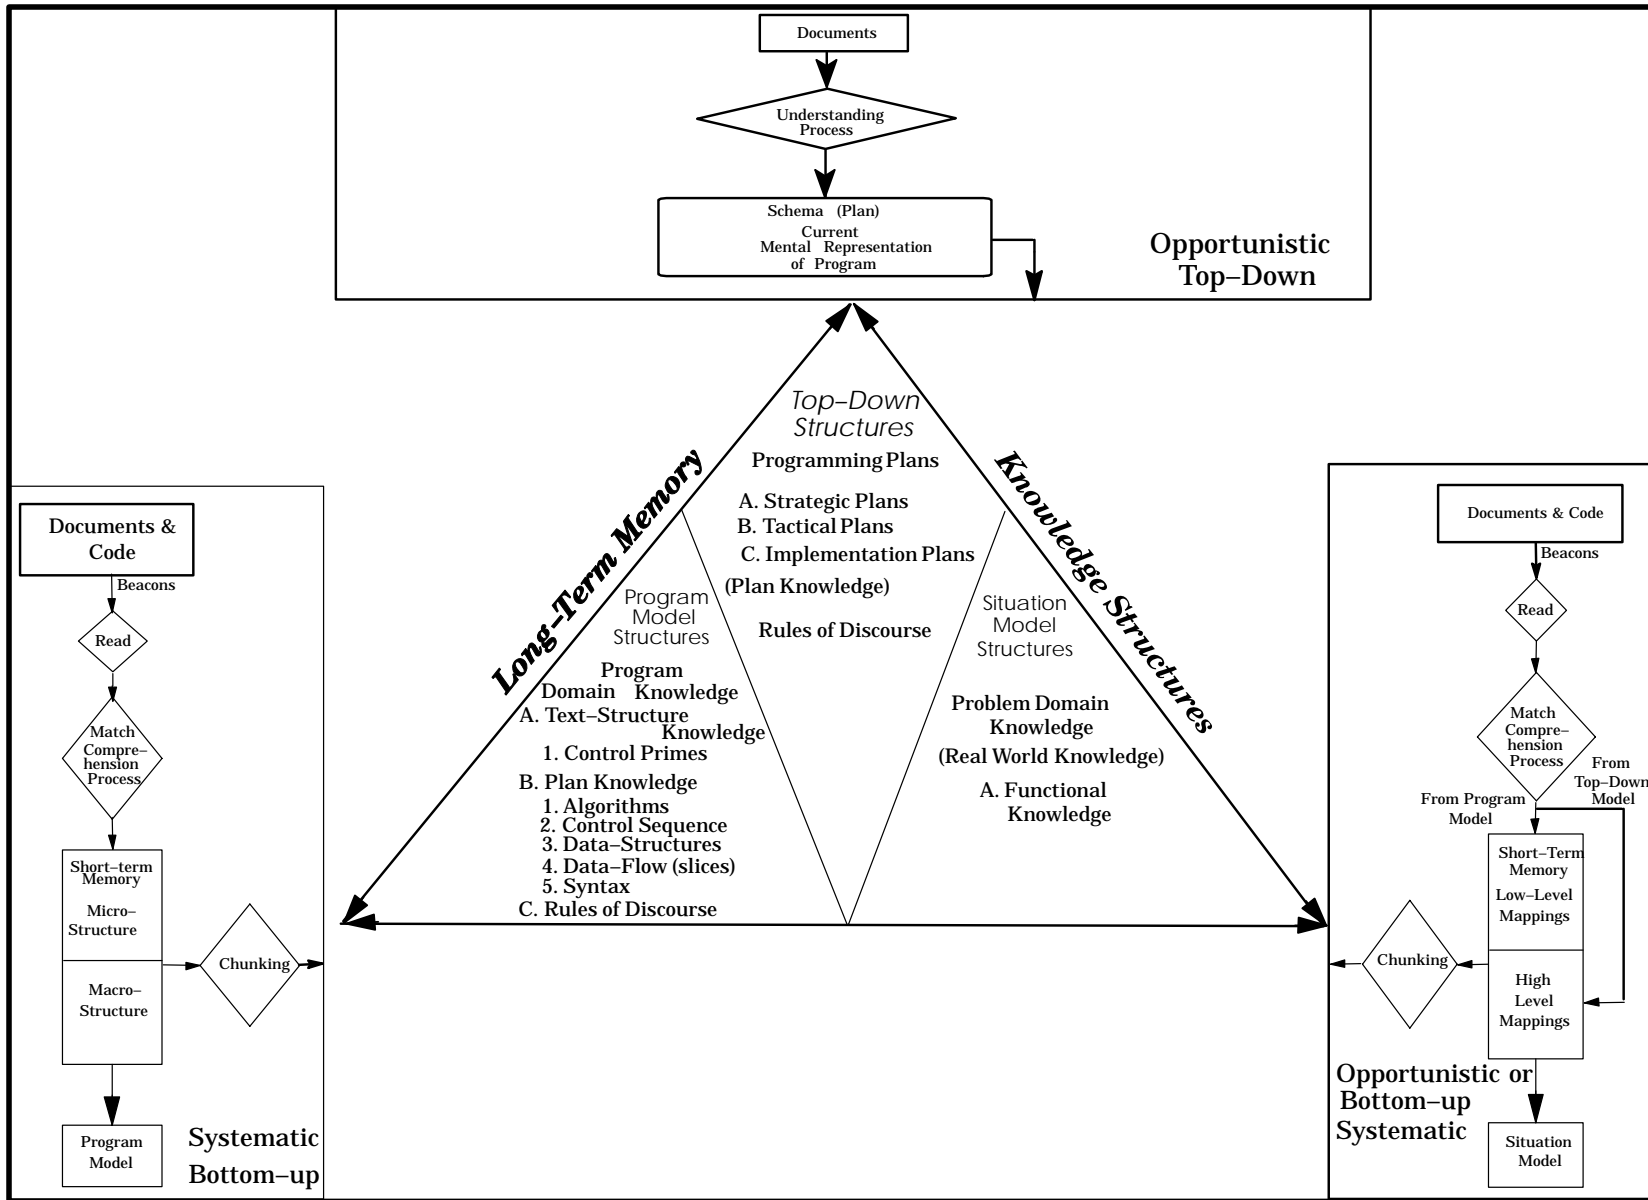 Documents
Understanding
Process
Schema (Plan)
Current
Mental Representation
of Program
Opportunistic
Top–Down
Long–Term Memory
Knowledge Structures
Top–Down
Structures
Programming Plans
A. Strategic Plans
B. Tactical Plans
C. Implementation Plans
(Plan Knowledge)
Rules of Discourse
Program
Model
Structures
Program
Domain Knowledge
A. Text–Structure
Knowledge
1. Control Primes
B. Plan Knowledge
1. Algorithms
2. Control Sequence
3. Data–Structures
4. Data–Flow (slices)
5. Syntax
C. Rules of Discourse
Situation
Model
Structures
Problem Domain
Knowledge
(Real World Knowledge)
A. Functional
Knowledge
Documents &
Code
Beacons
Read
Match
Compre–
hension
Process
Short–term
Memory
Micro–
Structure
Macro–
Structure
Chunking
Program
Model
Systematic
Bottom–up
Documents & Code
Beacons
Read
Match
Compre–
hension
Process
From
Top–Down
Model
From Program
Model
Short–Term
Memory
Low–Level
Mappings
High
Level
Mappings
Chunking
Opportunistic or
Bottom–up
Systematic
Situation
Model